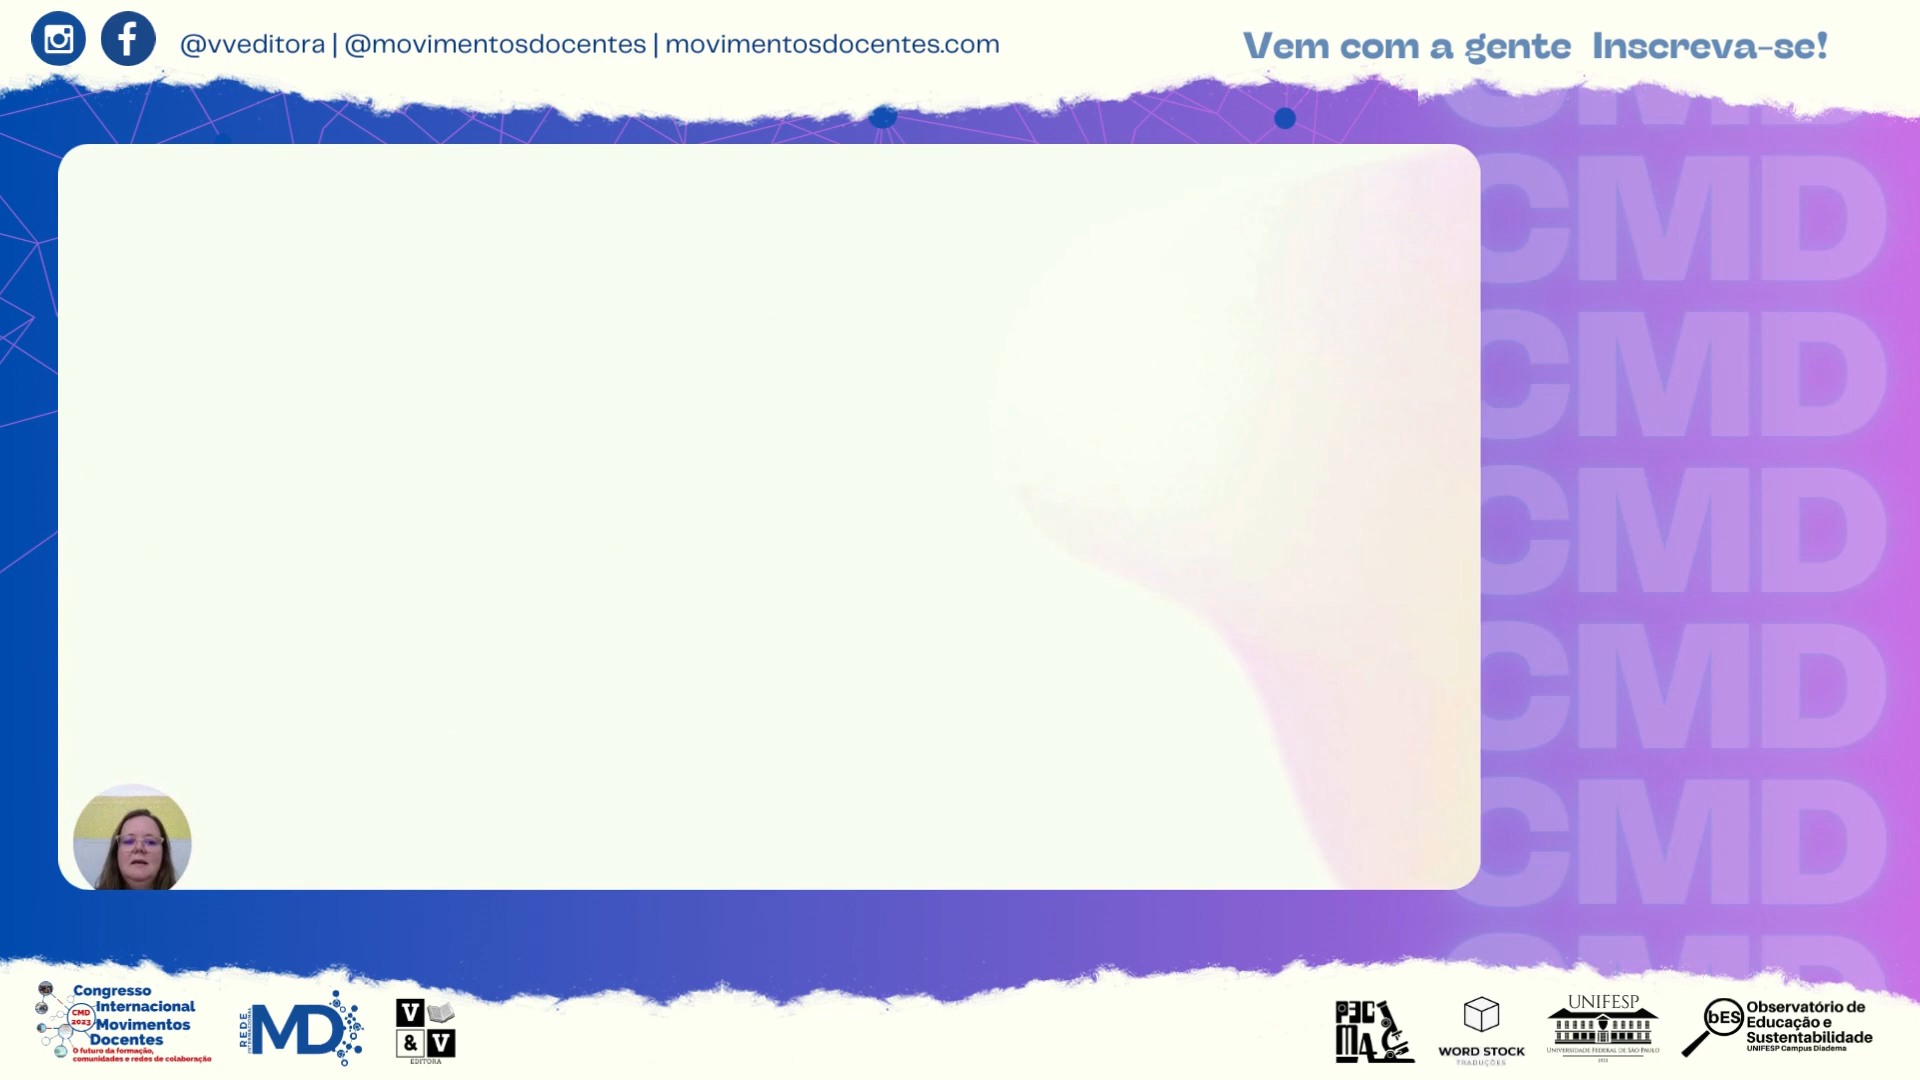 @vveditora | @movimentosdocentes | movimentosdocentes.com
Vem com a gente Inscreva-se!
CMD
CMD
CMD
CMD
CMD
CMD
CMD
Congresso
Internacional
CMD
2023
Movimentos
Docentes
O futuro da formação,
comunidades e redes de colaboração
REDE
MD
V
& V
EDITORA
WORD STOCK
TRADUÇÕES
UNIFESP
UNIVERSIDADE FEDERAL DE SÃO PAULO
bES
Observatório de
Educação e
Sustentabilidade
UNIFESP Campus Diadema